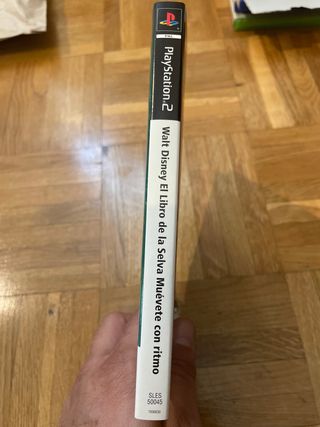 PlayStation®2
Walt Disney El Libro de la Selva Muévete con ritmo
SLES
50045